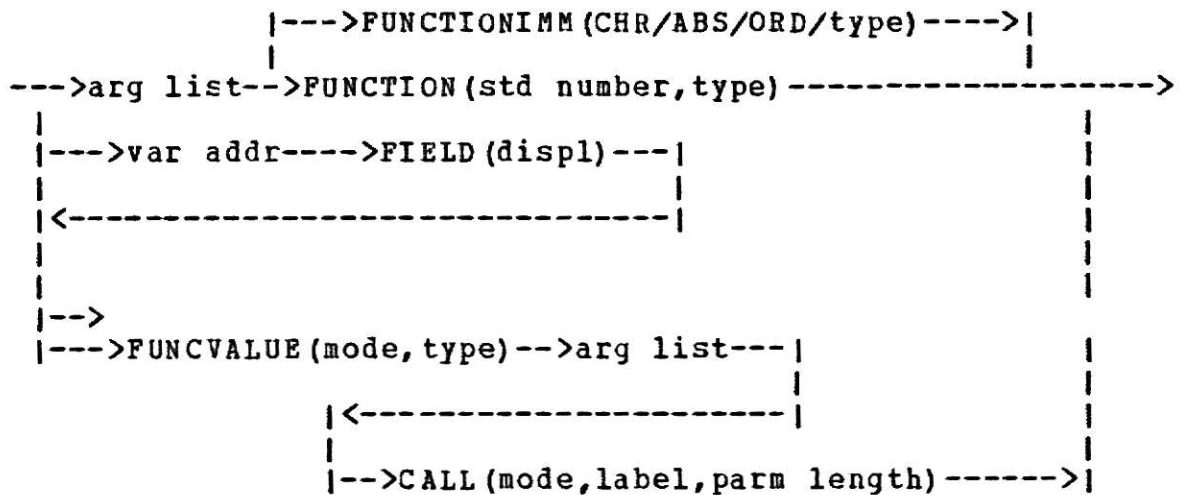 |--->FUNCTIONIMM(CHR/ABS/ORD/type)---->|
--->arg list-->FUNCTION(std number,type)------------------->
|--->var addr---->FIELD(displ)---|
|<-------------------------------|
|-->
|--->FUNCVALUE(mode,type)-->arg list---|
|<-----------------------|
|-->CALL(mode,label,parm length)------>|